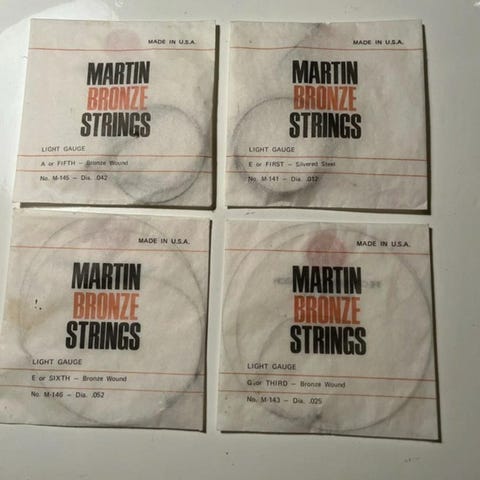 MADE IN U.S.A.
MARTIN
BRONZE
STRINGS
LIGHT GAUGE
A or FIFTH — Bronze Wound
No. M-145 — Dia. .042
MADE IN U.S.A.
MARTIN
BRONZE
STRINGS
LIGHT GAUGE
E or FIRST — Silvered Steel
No. M-141 — Dia. .012
MADE IN U.S.A.
MARTIN
BRONZE
STRINGS
LIGHT GAUGE
E or SIXTH — Bronze Wound
No. M-146 — Dia. .052
MADE IN U.S.A.
MARTIN
BRONZE
STRINGS
LIGHT GAUGE
G or THIRD — Bronze Wound
No. M-143 — Dia. .025